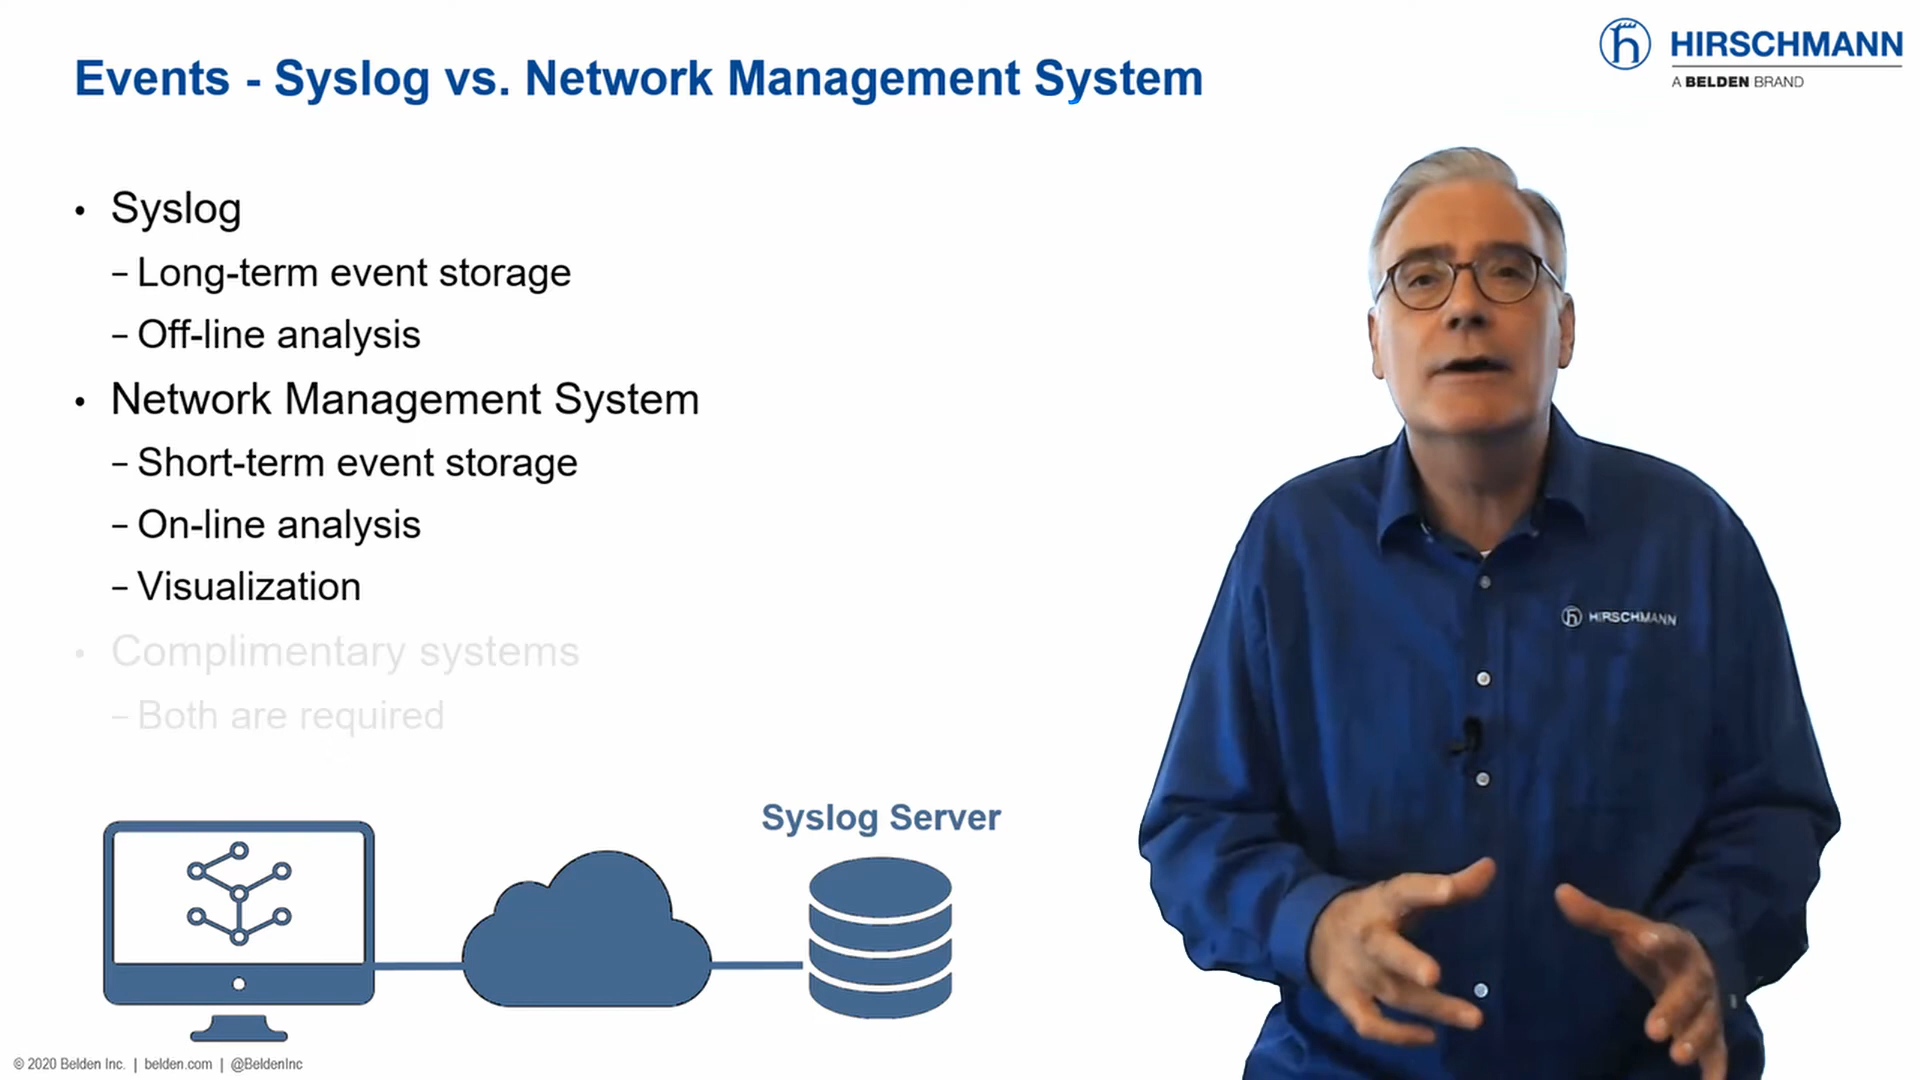 Events - Syslog vs. Network Management System
HIRSCHMANN
A BELDEN BRAND
• Syslog
– Long-term event storage
– Off-line analysis
• Network Management System
– Short-term event storage
– On-line analysis
– Visualization
• Complimentary systems
– Both are required
HIRSCHMANN
Syslog Server
© 2020 Belden Inc. | belden.com | @BeldenInc